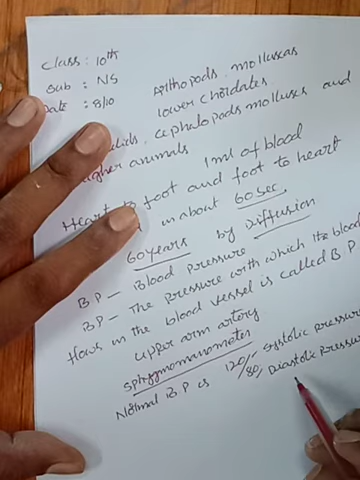 Class: 10th
Sub : NS
Date : 8/10
Arthropods. molluscas
lower chordates
cephalopods molluscs and
higher animals
1ml of blood
Heart to foot and foot to heart
in about 60sec.
60years by Diffusion
BP = Blood pressure
BP = The pressure with which the blood
flows in the blood vessel is called B.P
upper arm artery
Sphygmomanometer
Normal B.P is 120/80, systolic pressure
Diastolic pressure